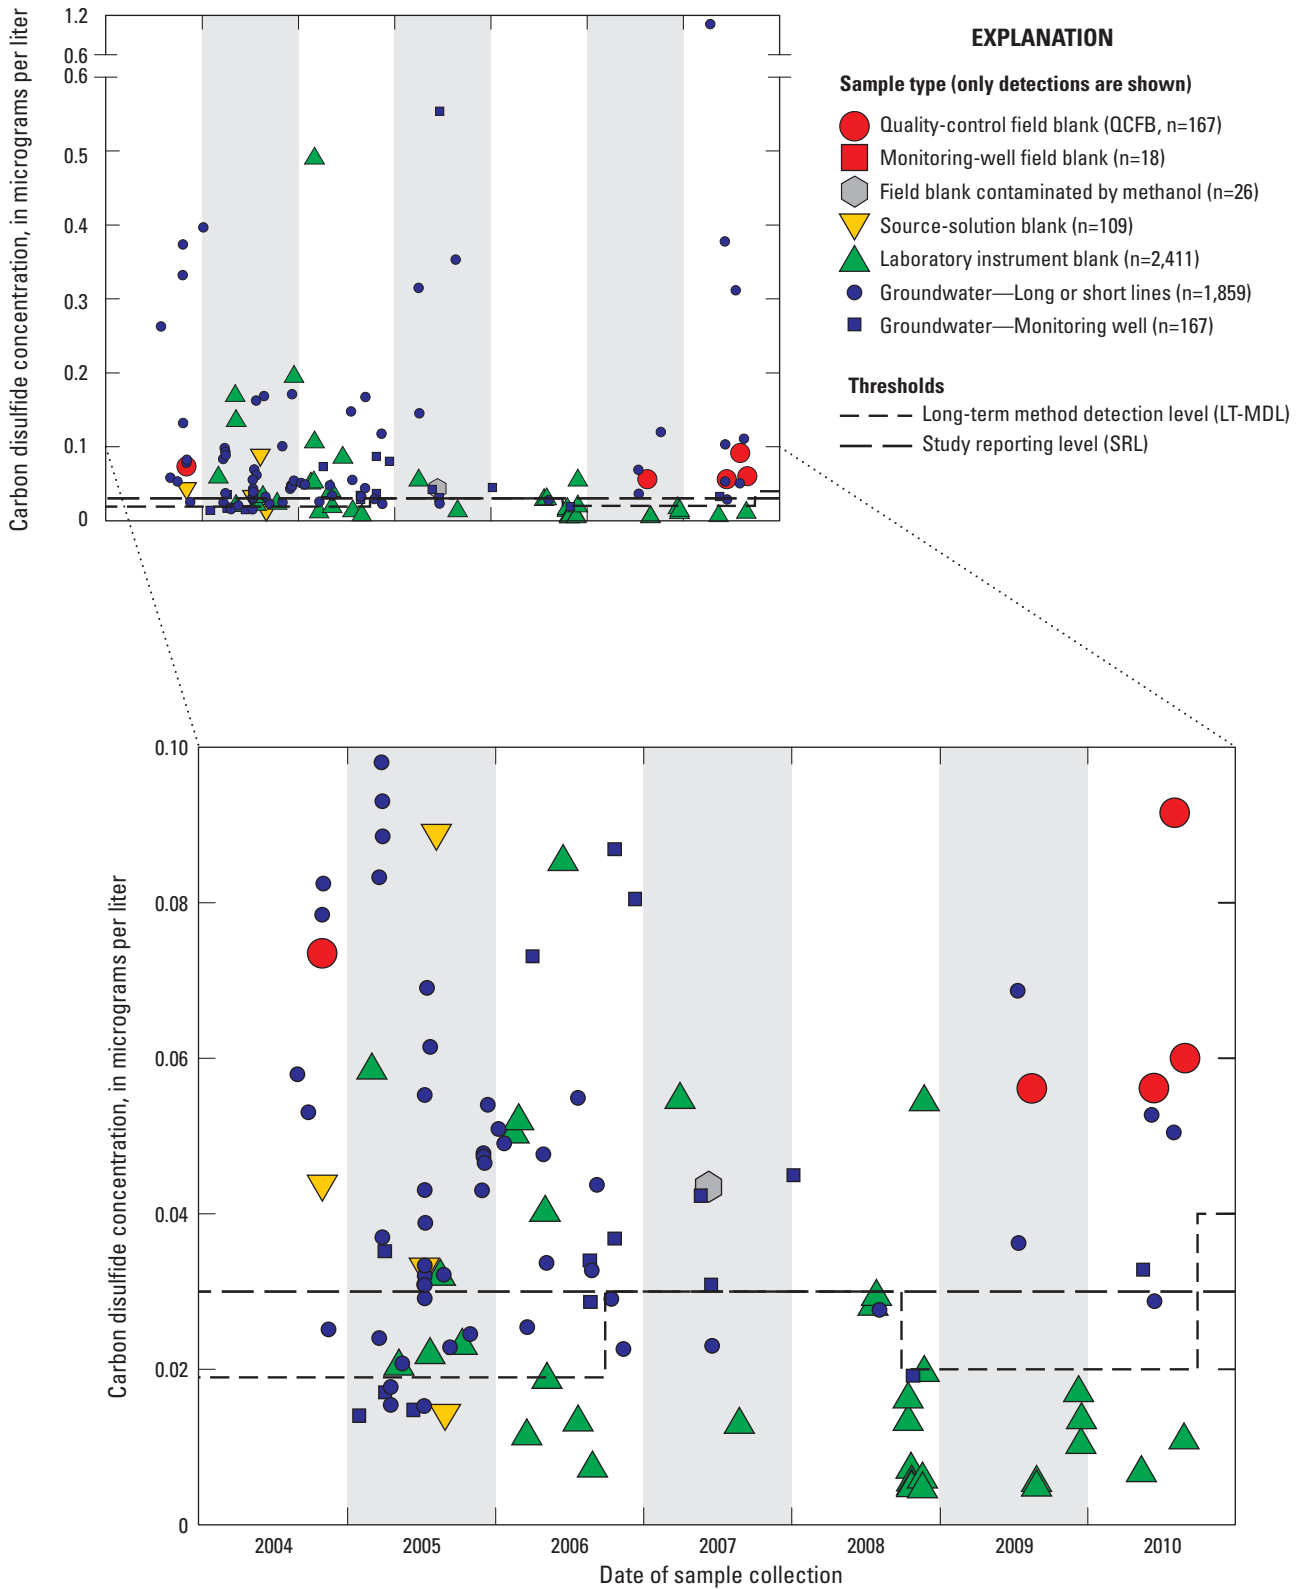 Carbon disulfide concentration, in micrograms per liter
1.2
0.6
0.6
0.5
0.4
0.3
0.2
0.1
0
EXPLANATION
Sample type (only detections are shown)
Quality-control field blank (QCFB, n=167)
Monitoring-well field blank (n=18)
Field blank contaminated by methanol (n=26)
Source-solution blank (n=109)
Laboratory instrument blank (n=2,411)
Groundwater—Long or short lines (n=1,859)
Groundwater—Monitoring well (n=167)
Thresholds
Long-term method detection level (LT-MDL)
Study reporting level (SRL)
Carbon disulfide concentration, in micrograms per liter
0.10
0.08
0.06
0.04
0.02
0
2004 2005 2006 2007 2008 2009 2010
Date of sample collection